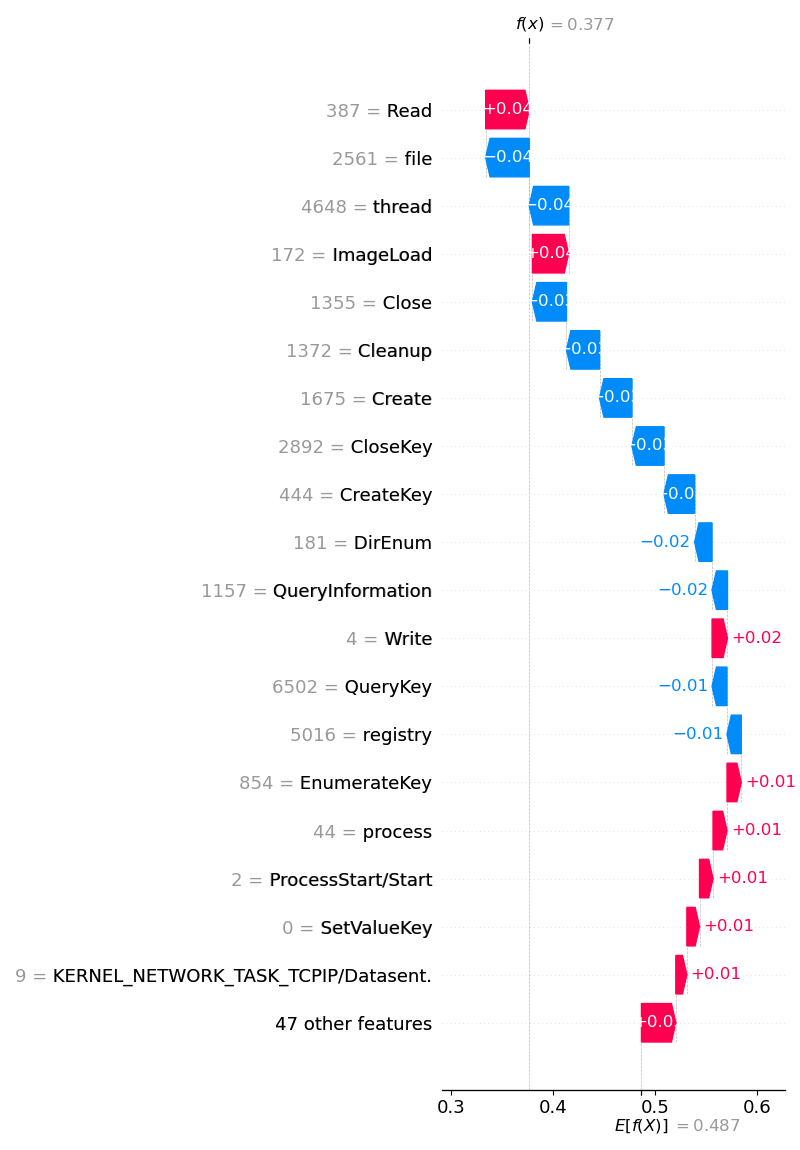 f(x) = 0.377
387 = Read +0.04
2561 = file −0.04
4648 = thread −0.04
172 = ImageLoad +0.04
1355 = Close
1372 = Cleanup
1675 = Create
2892 = CloseKey
444 = CreateKey
181 = DirEnum −0.02
1157 = QueryInformation −0.02
4 = Write +0.02
6502 = QueryKey −0.01
5016 = registry −0.01
854 = EnumerateKey +0.01
44 = process +0.01
2 = ProcessStart/Start +0.01
0 = SetValueKey +0.01
9 = KERNEL_NETWORK_TASK_TCPIP/Datasent. +0.01
47 other features
0.3 0.4 0.5 0.6
E[f(X)] = 0.487